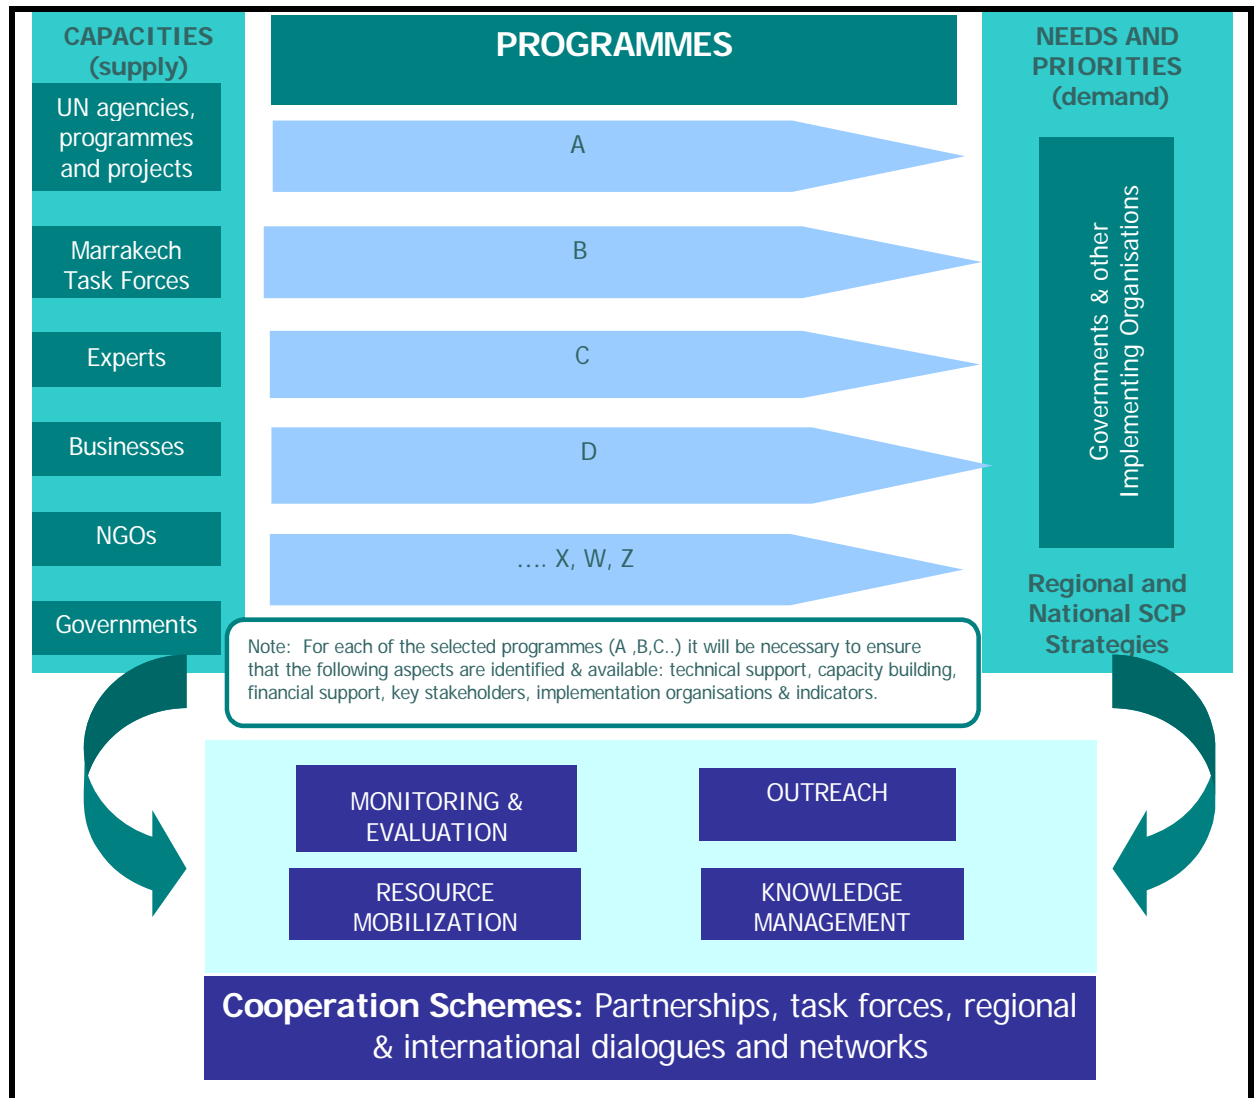 CAPACITIES
(supply)
UN agencies,
programmes
and projects
Marrakech
Task Forces
Experts
Businesses
NGOs
Governments
PROGRAMMES
A
B
C
D
.... X, W, Z
NEEDS AND
PRIORITIES
(demand)
Governments & other
Implementing Organisations
Regional and
National SCP
Strategies
Note: For each of the selected programmes (A ,B,C..) it will be necessary to ensure
that the following aspects are identified & available: technical support, capacity building,
financial support, key stakeholders, implementation organisations & indicators.
MONITORING &
EVALUATION
OUTREACH
RESOURCE
MOBILIZATION
KNOWLEDGE
MANAGEMENT
Cooperation Schemes: Partnerships, task forces, regional
& international dialogues and networks